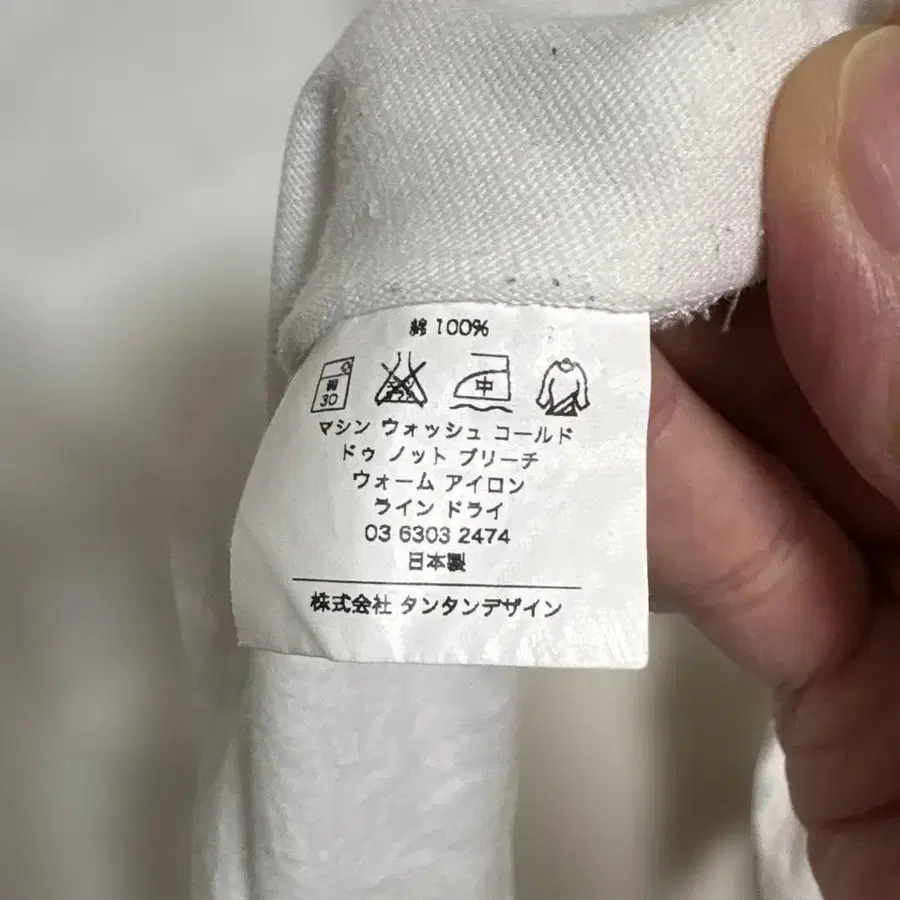 綿 100%
30
中
マシン ウォッシュ コールド
ドゥ ノット ブリーチ
ウォーム アイロン
ライン ドライ
03 6303 2474
日本製
株式会社 タンタンデザイン